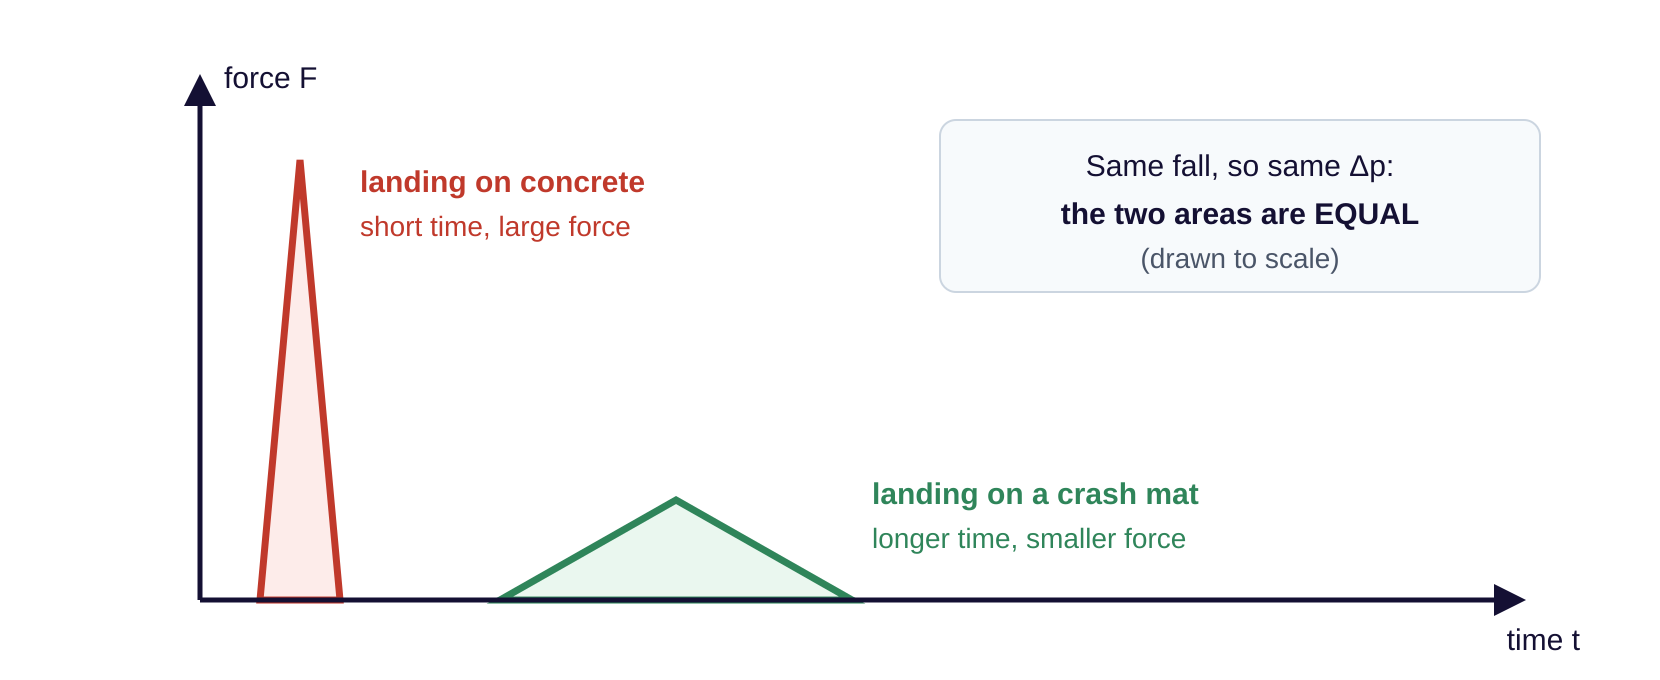 force F
landing on concrete
short time, large force
Same fall, so same Δp:
the two areas are EQUAL
(drawn to scale)
landing on a crash mat
longer time, smaller force
time t